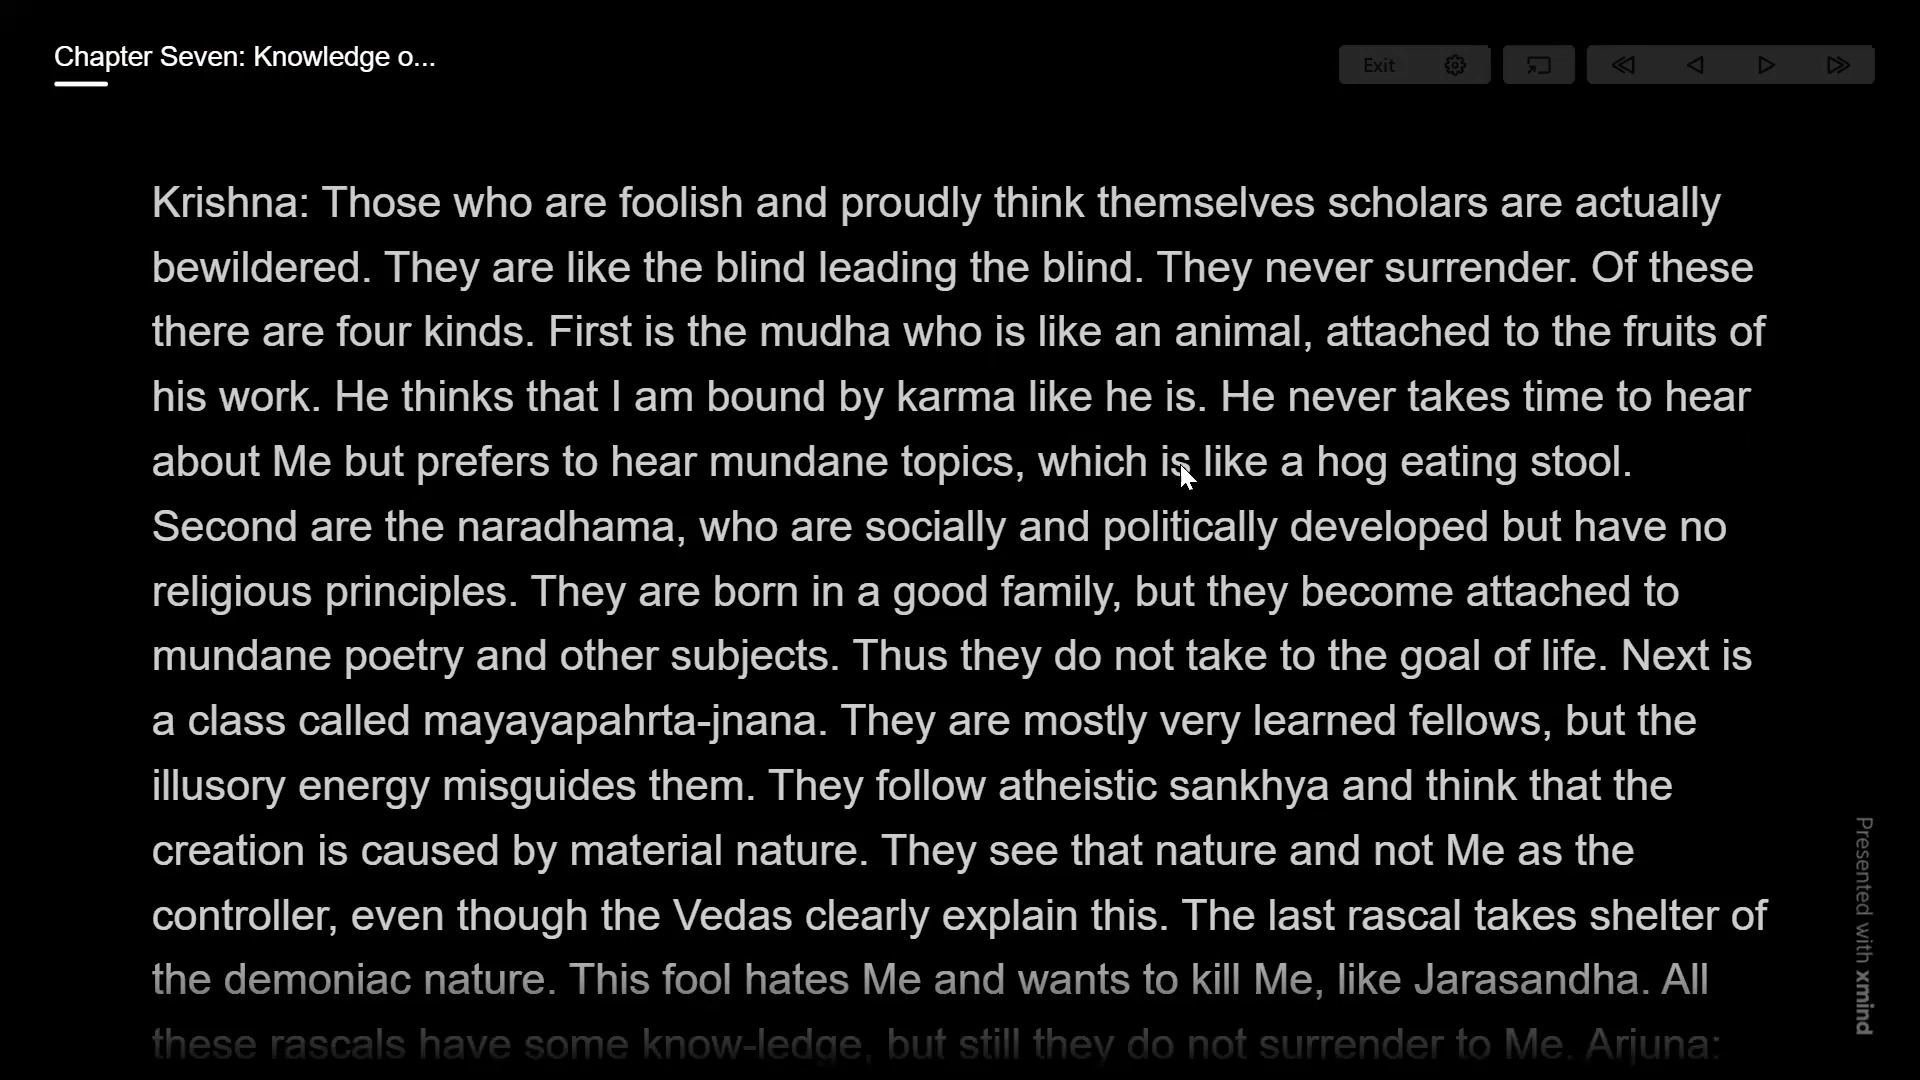 Chapter Seven: Knowledge o...
Exit
Krishna: Those who are foolish and proudly think themselves scholars are actually
bewildered. They are like the blind leading the blind. They never surrender. Of these
there are four kinds. First is the mudha who is like an animal, attached to the fruits of
his work. He thinks that I am bound by karma like he is. He never takes time to hear
about Me but prefers to hear mundane topics, which is like a hog eating stool.
Second are the naradhama, who are socially and politically developed but have no
religious principles. They are born in a good family, but they become attached to
mundane poetry and other subjects. Thus they do not take to the goal of life. Next is
a class called mayayapahrta-jnana. They are mostly very learned fellows, but the
illusory energy misguides them. They follow atheistic sankhya and think that the
creation is caused by material nature. They see that nature and not Me as the
controller, even though the Vedas clearly explain this. The last rascal takes shelter of
the demoniac nature. This fool hates Me and wants to kill Me, like Jarasandha. All
these rascals have some know-ledge, but still they do not surrender to Me. Arjuna:
Presented with xmind